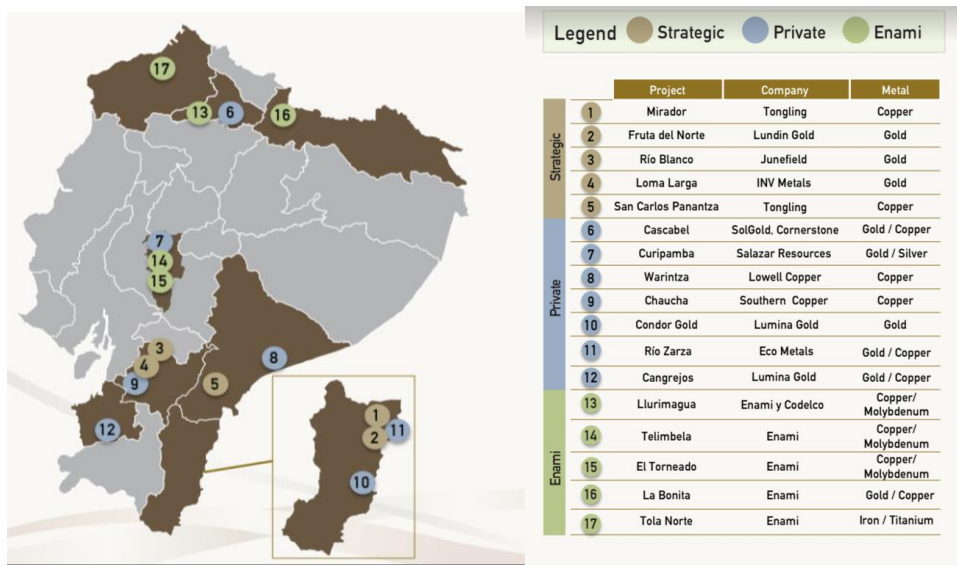 17
13
6
16
7
14
15
3
4
9
5
8
12
1
2
11
10
Legend Strategic Private Enami
Project Company Metal
Strategic
1 Mirador Tongling Copper
2 Fruta del Norte Lundin Gold Gold
3 Río Blanco Junefield Gold
4 Loma Larga INV Metals Gold
5 San Carlos Panantza Tongling Copper
Private
6 Cascabel SolGold, Cornerstone Gold / Copper
7 Curipamba Salazar Resources Gold / Silver
8 Warintza Lowell Copper Copper
9 Chaucha Southern Copper Copper
10 Condor Gold Lumina Gold Gold
11 Río Zarza Eco Metals Gold / Copper
12 Cangrejos Lumina Gold Gold / Copper
Enami
13 Llurimagua Enami y Codelco Copper/
Molybdenum
14 Telimbela Enami Copper/
Molybdenum
15 El Torneado Enami Copper/
Molybdenum
16 La Bonita Enami Gold / Copper
17 Tola Norte Enami Iron / Titanium